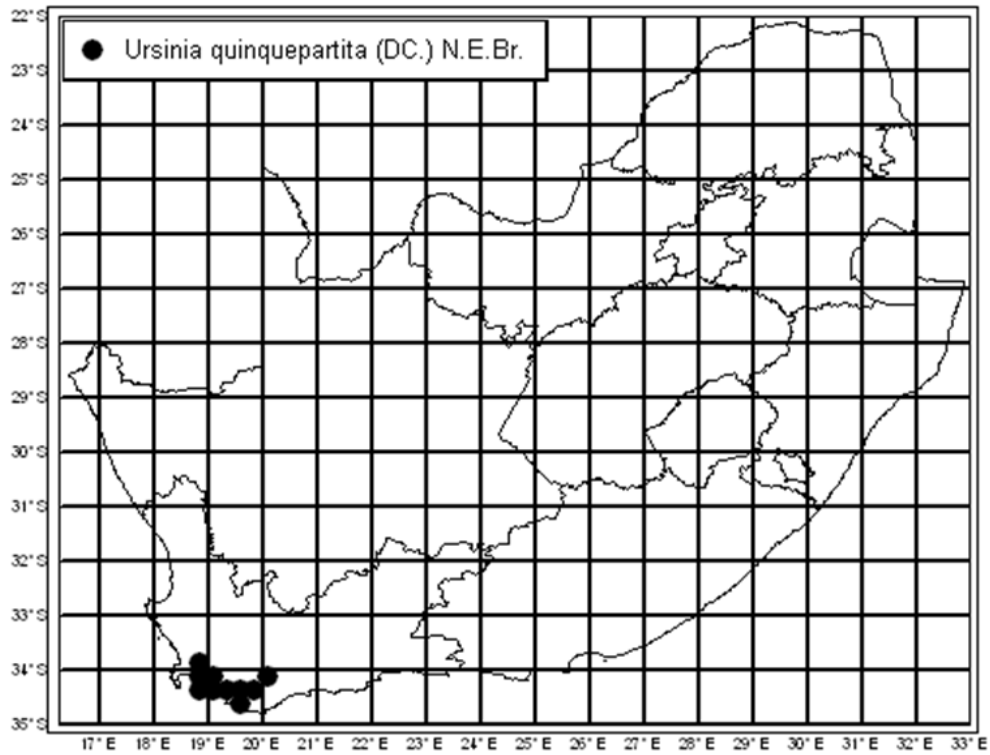 22° S
Ursinia quinquepartita (DC.) N.E.Br.
23° S
24° S
25° S
26° S
27° S
28° S
29° S
30° S
31° S
32° S
33° S
34° S
35° S
17° E 18° E 19° E 20° E 21° E 22° E 23° E 24° E 25° E 26° E 27° E 28° E 29° E 30° E 31° E 32° E 33° E